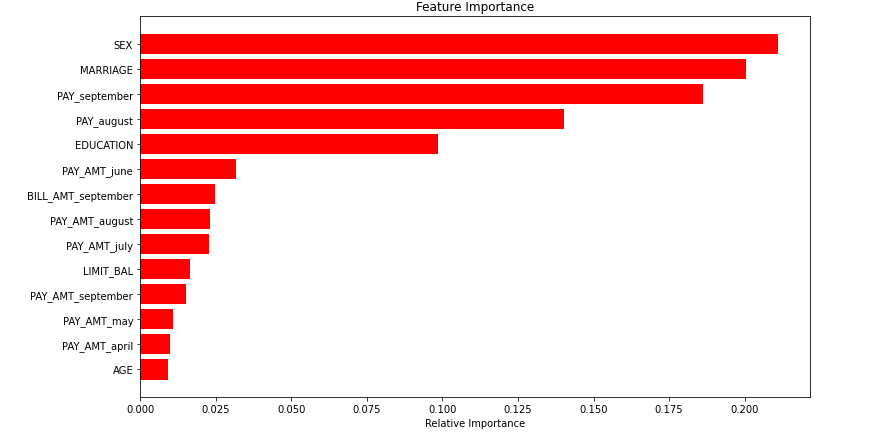 Feature Importance
SEX
MARRIAGE
PAY_september
PAY_august
EDUCATION
PAY_AMT_june
BILL_AMT_september
PAY_AMT_august
PAY_AMT_july
LIMIT_BAL
PAY_AMT_september
PAY_AMT_may
PAY_AMT_april
AGE
0.000 0.025 0.050 0.075 0.100 0.125 0.150 0.175 0.200
Relative Importance